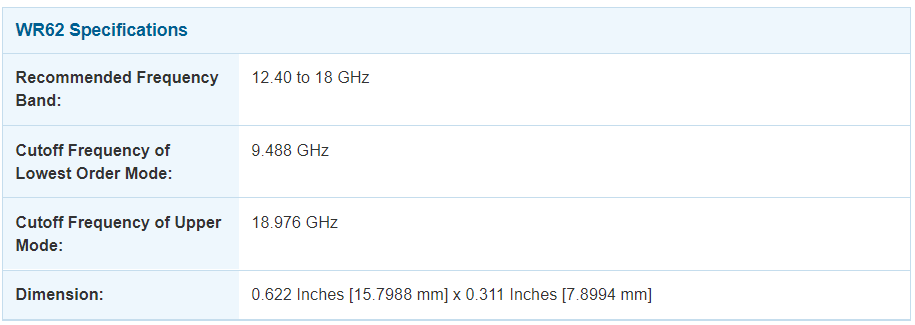 WR62 Specifications
Recommended Frequency
Band:
12.40 to 18 GHz
Cutoff Frequency of
Lowest Order Mode:
9.488 GHz
Cutoff Frequency of Upper
Mode:
18.976 GHz
Dimension:
0.622 Inches [15.7988 mm] x 0.311 Inches [7.8994 mm]